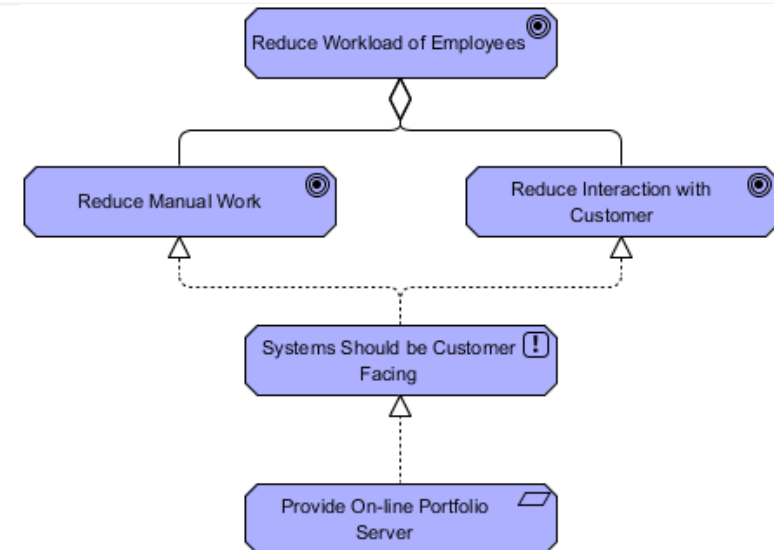 Reduce Workload of Employees
Reduce Manual Work
Reduce Interaction with
Customer
Systems Should be Customer
Facing
Provide On-line Portfolio
Server